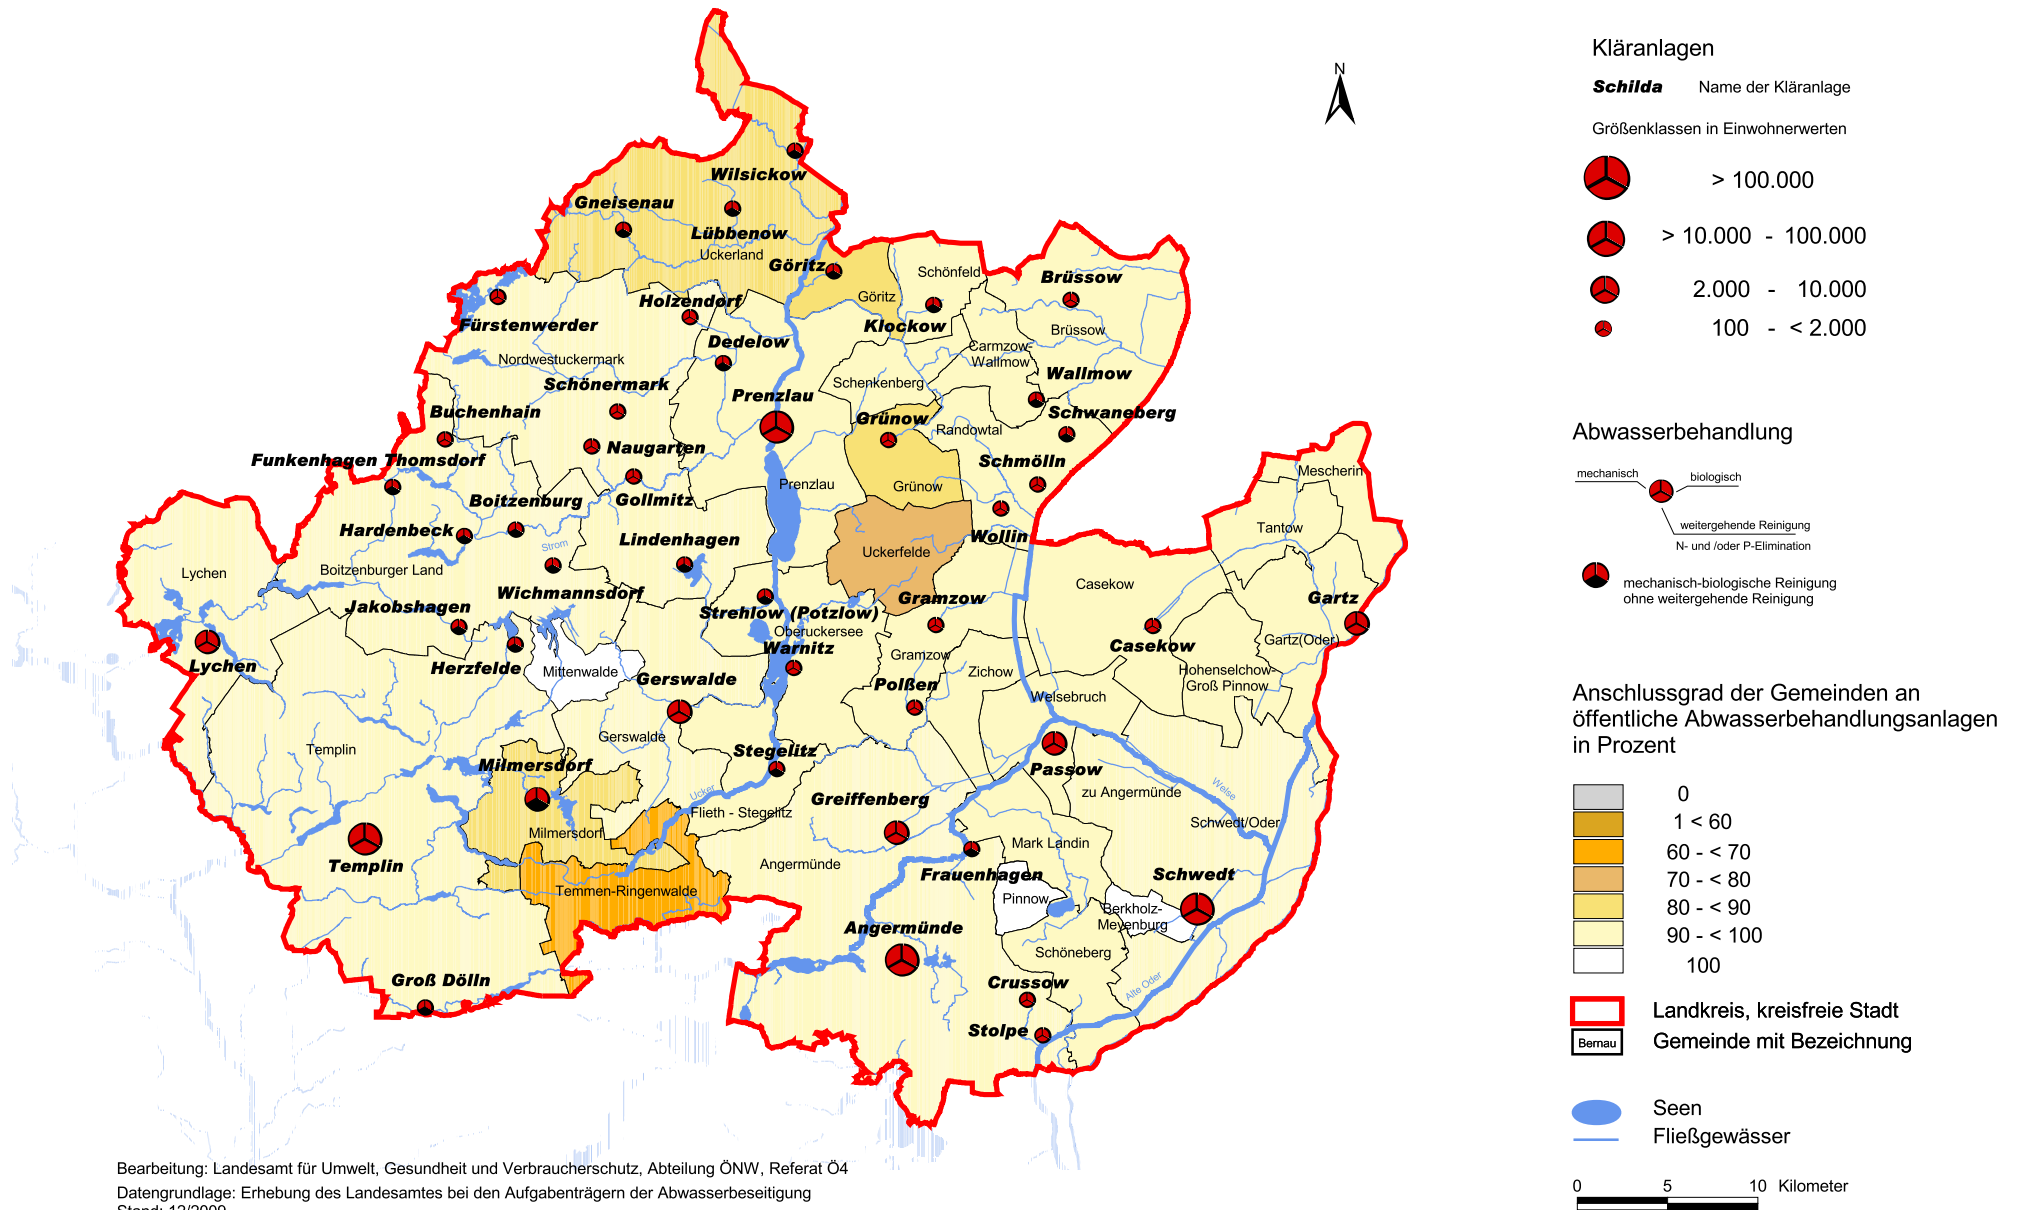 N
Wilsickow
Gneisenau
Lübbenow
Uckerland
Göritz
Göritz
Schönfeld
Brüssow
Holzendorf
Klockow
Fürstenwerder
Brüssow
Dedelow
Carmzow-
Wallmow
Nordwestuckermark
Wallmow
Schönermark
Schenkenberg
Prenzlau
Buchenhain
Grünow
Schwaneberg
Randowtal
Naugarten
Funkenhagen Thomsdorf
Schmölln
Mescherin
Prenzlau
Grünow
Boitzenburg
Gollmitz
Hardenbeck
Tantow
Wollin
Lindenhagen
Strom
Uckerfelde
Lychen
Boitzenburger Land
Casekow
Wichmannsdorf
Gramzow
Gartz
Jakobshagen
Strehlow (Potzlow)
Oberuckersee
Gartz(Oder)
Warnitz
Casekow
Gramzow
Lychen
Herzfelde
Mittenwalde
Zichow
Hohenselchow-
Groß Pinnow
Gerswalde
Polßen
Welsebruch
Gerswalde
Templin
Stegelitz
Milmersdorf
Passow
Ucker
zu Angermünde
Welse
Greiffenberg
Flieth - Stegelitz
Schwedt/Oder
Milmersdorf
Mark Landin
Templin
Angermünde
Frauenhagen
Schwedt
Temmen-Ringenwalde
Pinnow
Berkholz-
Meyenburg
Angermünde
Schöneberg
Groß Dölln
Crussow
Alte Oder
Stolpe
Kläranlagen
Schilda Name der Kläranlage
Größenklassen in Einwohnerwerten
> 100.000
> 10.000 - 100.000
2.000 - 10.000
100 - < 2.000
Abwasserbehandlung
mechanisch biologisch
weitergehende Reinigung
N- und /oder P-Elimination
mechanisch-biologische Reinigung
ohne weitergehende Reinigung
Anschlussgrad der Gemeinden an
öffentliche Abwasserbehandlungsanlagen
in Prozent
0
1 < 60
60 - < 70
70 - < 80
80 - < 90
90 - < 100
100
Landkreis, kreisfreie Stadt
Bernau Gemeinde mit Bezeichnung
Seen
Fließgewässer
0 5 10 Kilometer
Bearbeitung: Landesamt für Umwelt, Gesundheit und Verbraucherschutz, Abteilung ÖNW, Referat Ö4
Datengrundlage: Erhebung des Landesamtes bei den Aufgabenträgern der Abwasserbeseitigung
Stand: 12/2009